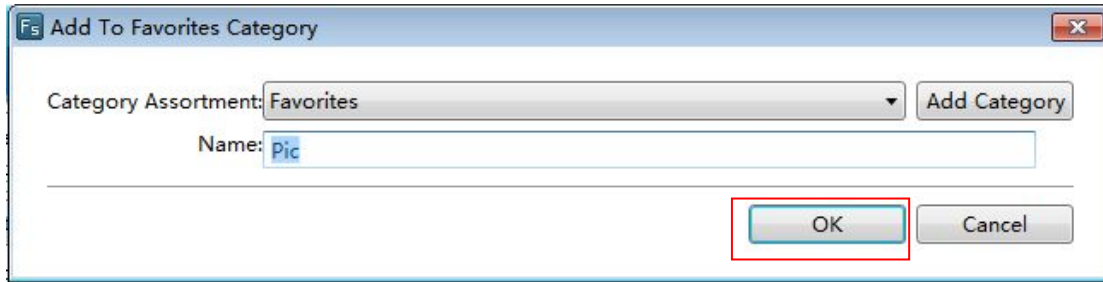 Fs Add To Favorites Category
Category Assortment: Favorites Add Category
Name: Pic
OK Cancel